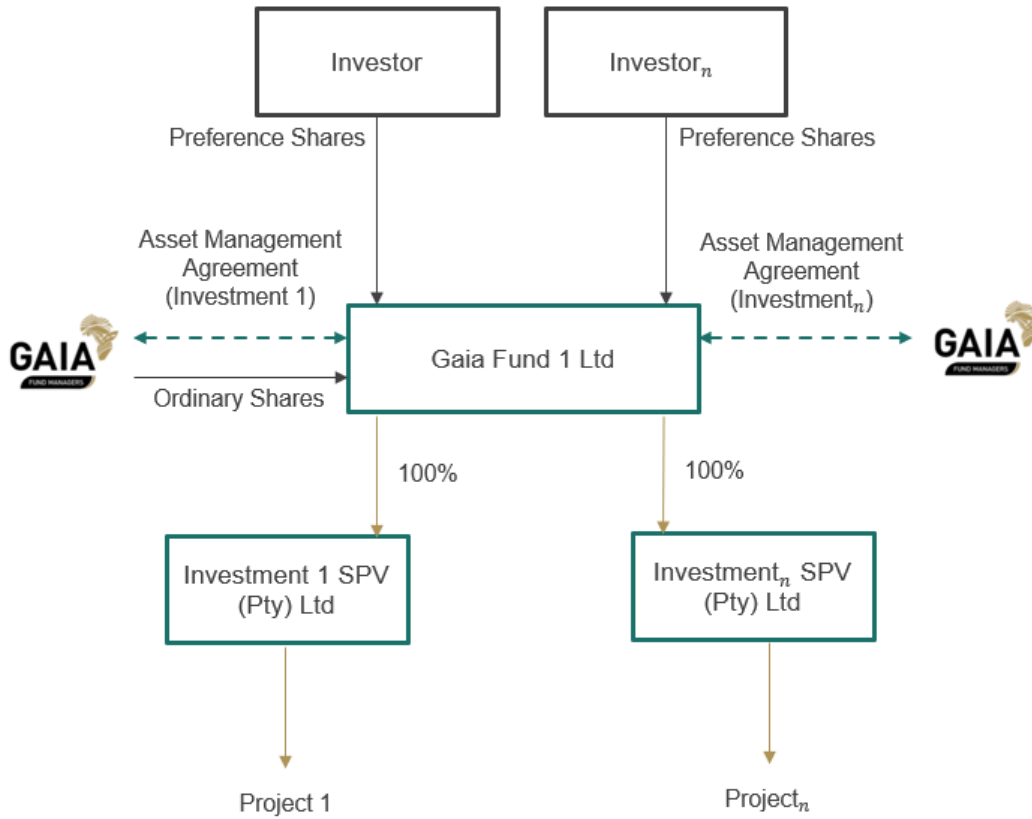 Investor
Investorₙ
Preference Shares
Preference Shares
Asset Management
Agreement
(Investment 1)
Asset Management
Agreement
(Investmentₙ)
GAIA
FUND MANAGERS
Gaia Fund 1 Ltd
GAIA
FUND MANAGERS
Ordinary Shares
100%
100%
Investment 1 SPV
(Pty) Ltd
Investmentₙ SPV
(Pty) Ltd
Project 1
Projectₙ